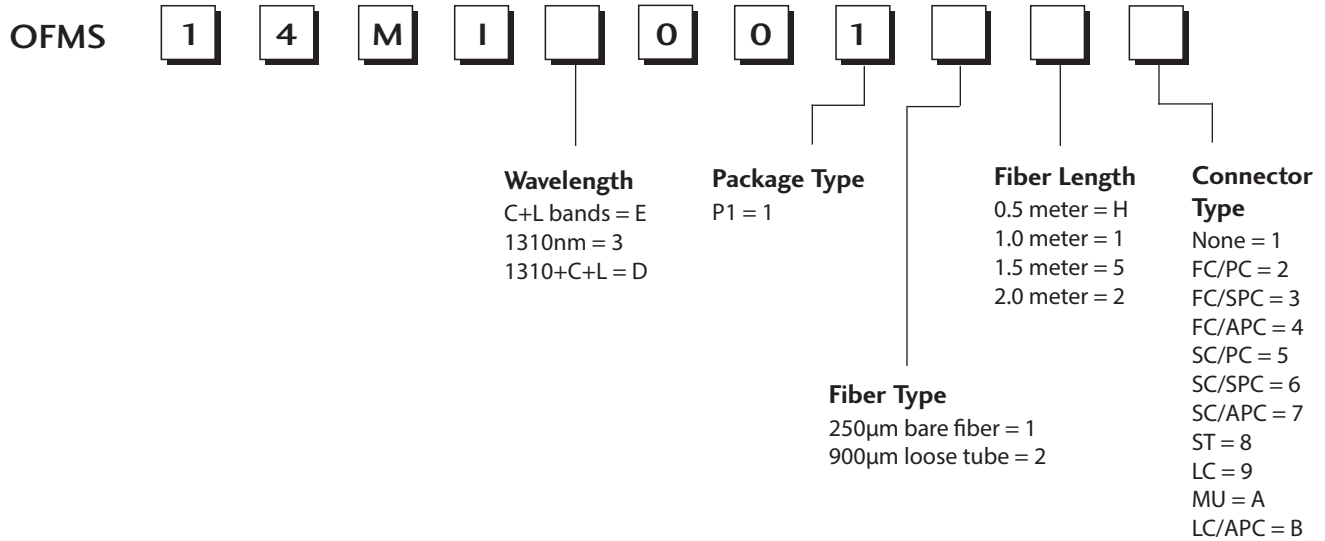 OFMS 1 4 M I 0 0 1
Wavelength
C+L bands = E
1310nm = 3
1310+C+L = D
Package Type
P1 = 1
Fiber Type
250μm bare fiber = 1
900μm loose tube = 2
Fiber Length
0.5 meter = H
1.0 meter = 1
1.5 meter = 5
2.0 meter = 2
Connector
Type
None = 1
FC/PC = 2
FC/SPC = 3
FC/APC = 4
SC/PC = 5
SC/SPC = 6
SC/APC = 7
ST = 8
LC = 9
MU = A
LC/APC = B